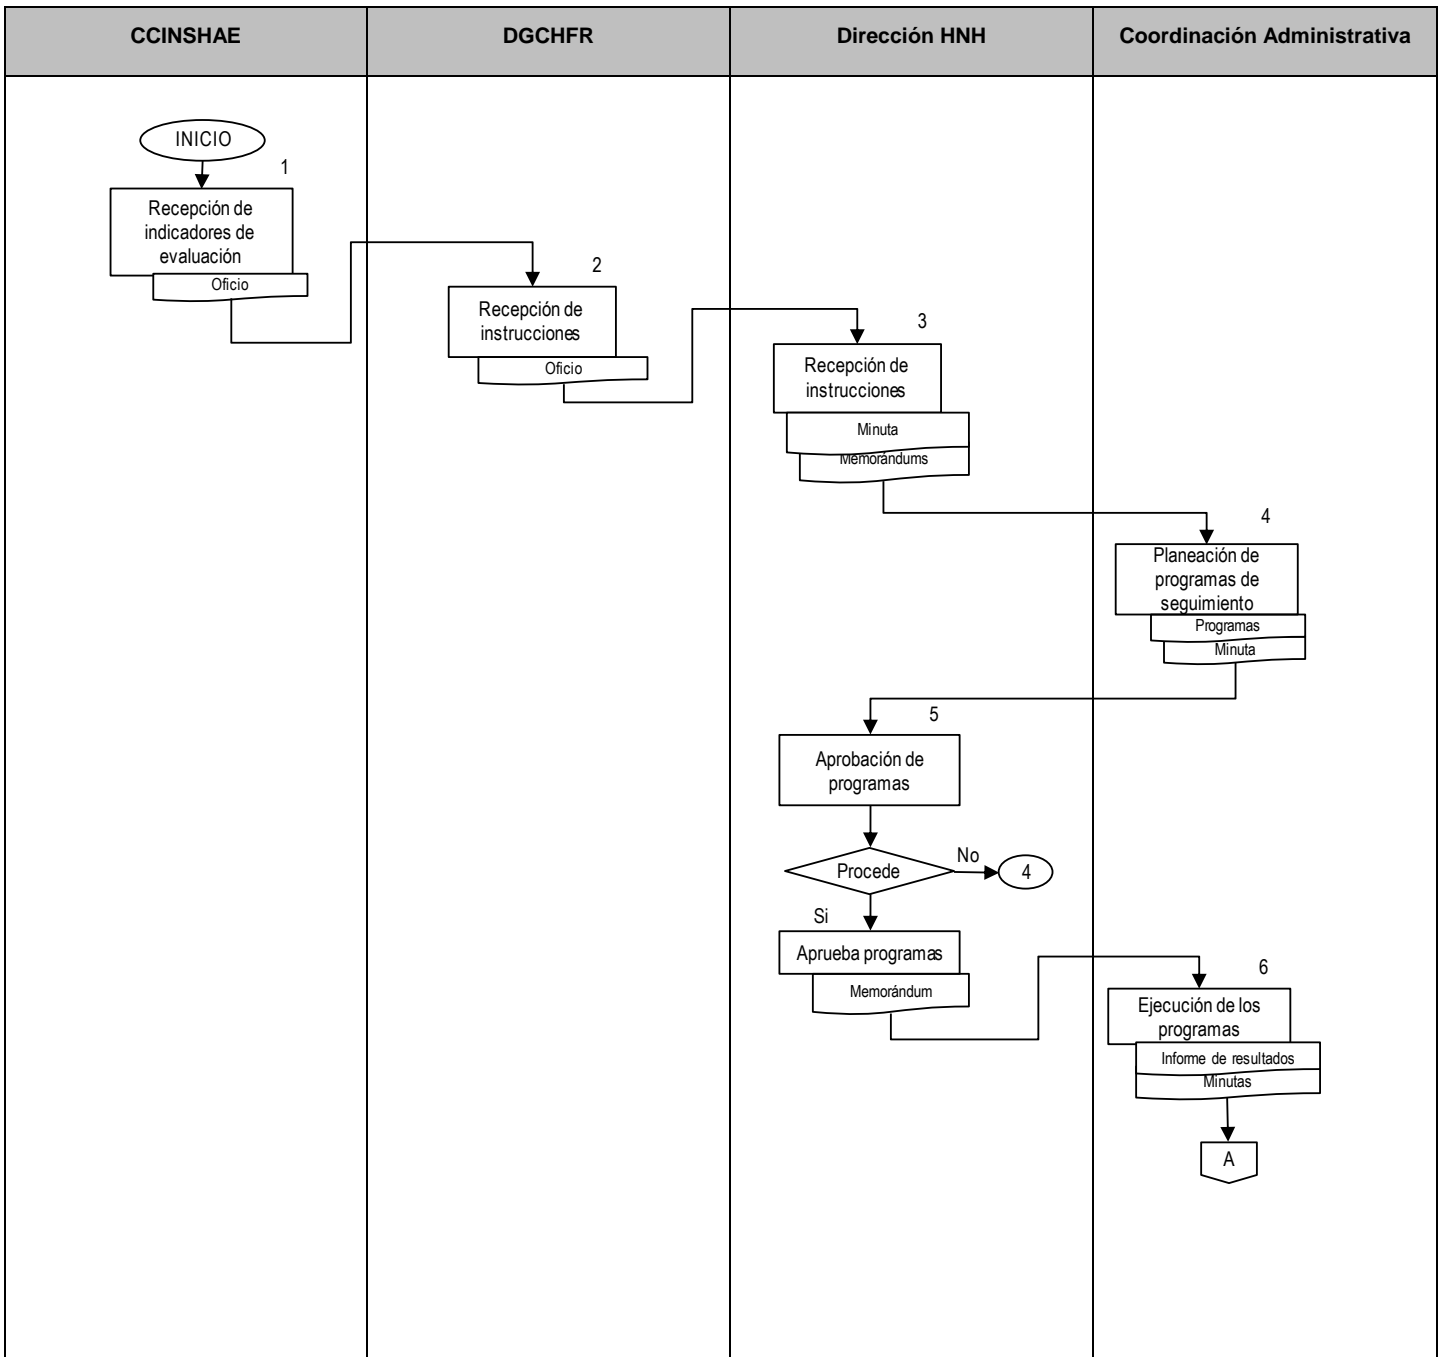 CCINSHAE
DGCHFR
Dirección HNH
Coordinación Administrativa
INICIO
1
Recepción de
indicadores de
evaluación
Oficio
2
Recepción de
instrucciones
Oficio
3
Recepción de
instrucciones
Minuta
Memorándums
4
Planeación de
programas de
seguimiento
Programas
Minuta
5
Aprobación de
programas
Procede
No
4
Si
Aprueba programas
Memorándum
6
Ejecución de los
programas
Informe de resultados
Minutas
A